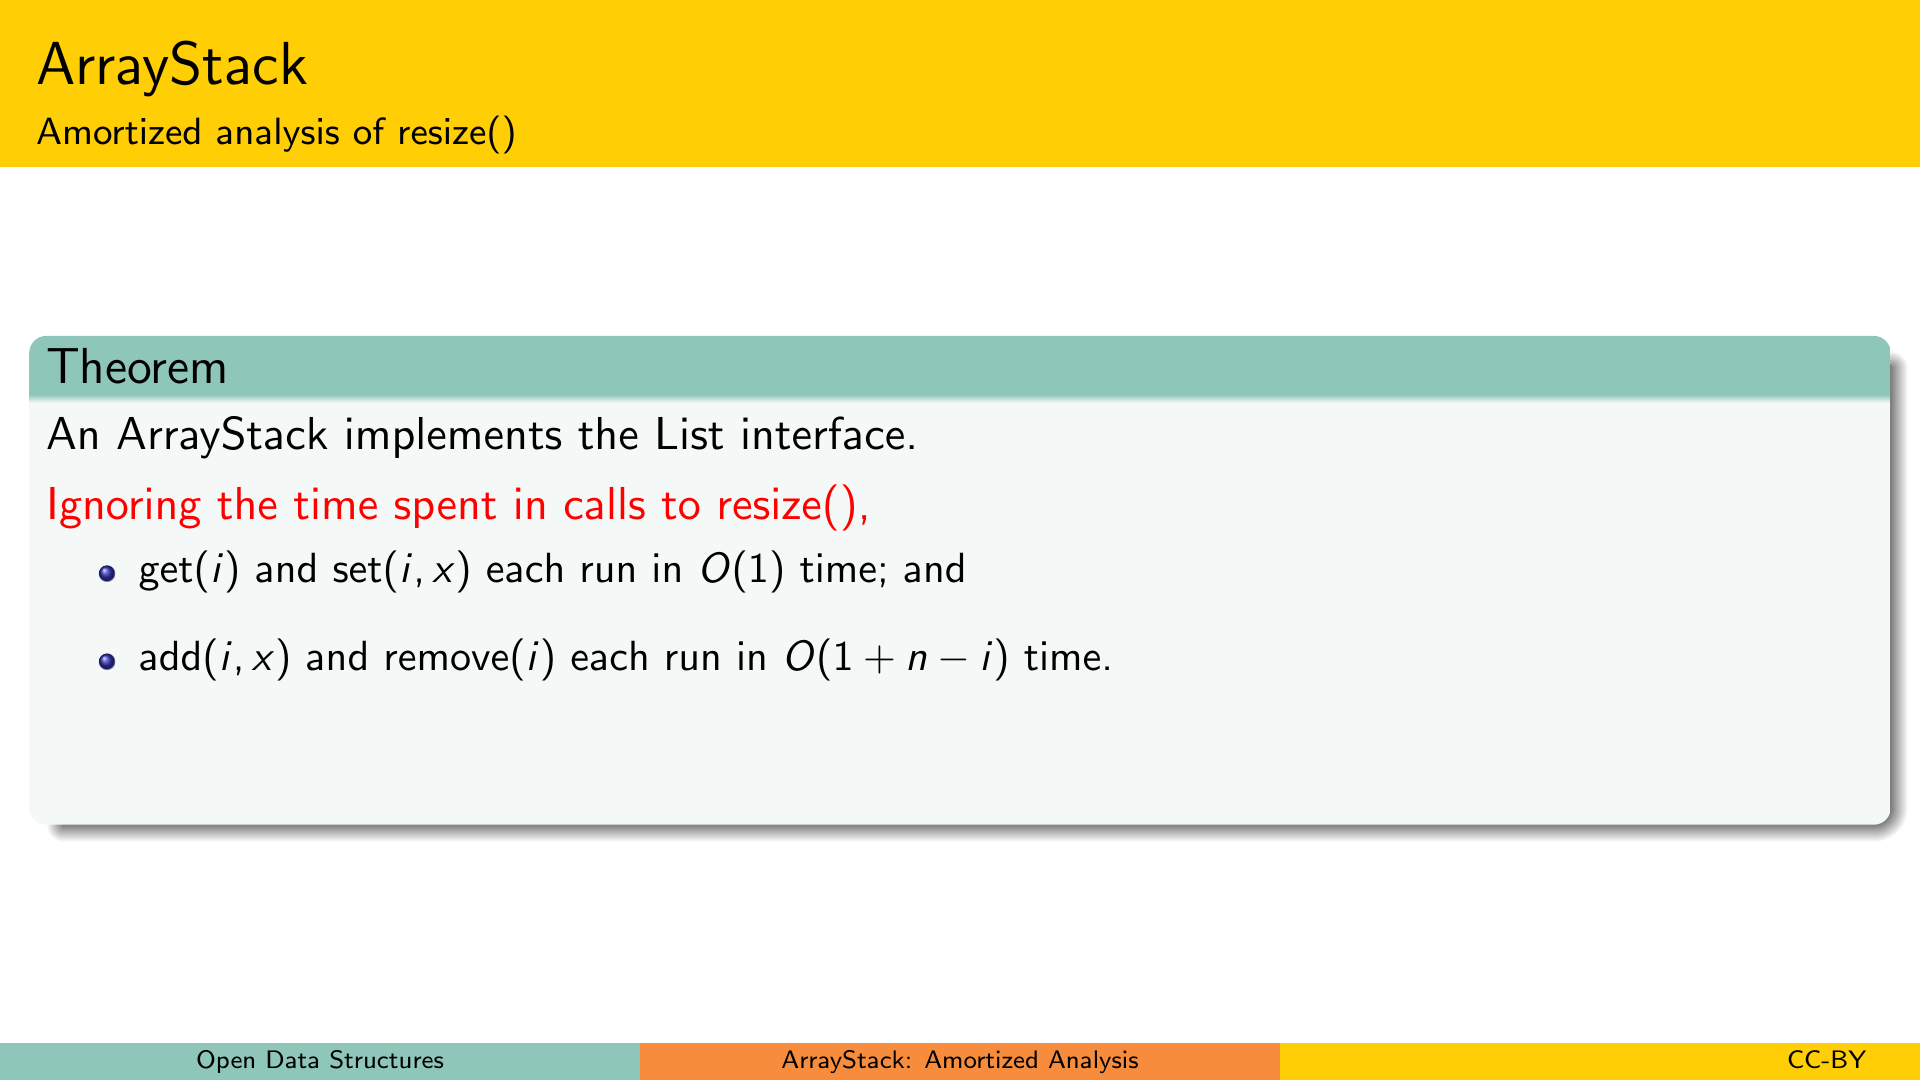 ArrayStack
Amortized analysis of resize()
Theorem
An ArrayStack implements the List interface.
Ignoring the time spent in calls to resize(),
get(i) and set(i, x) each run in O(1) time; and
add(i, x) and remove(i) each run in O(1 + n − i) time.
Open Data Structures
ArrayStack: Amortized Analysis
CC-BY